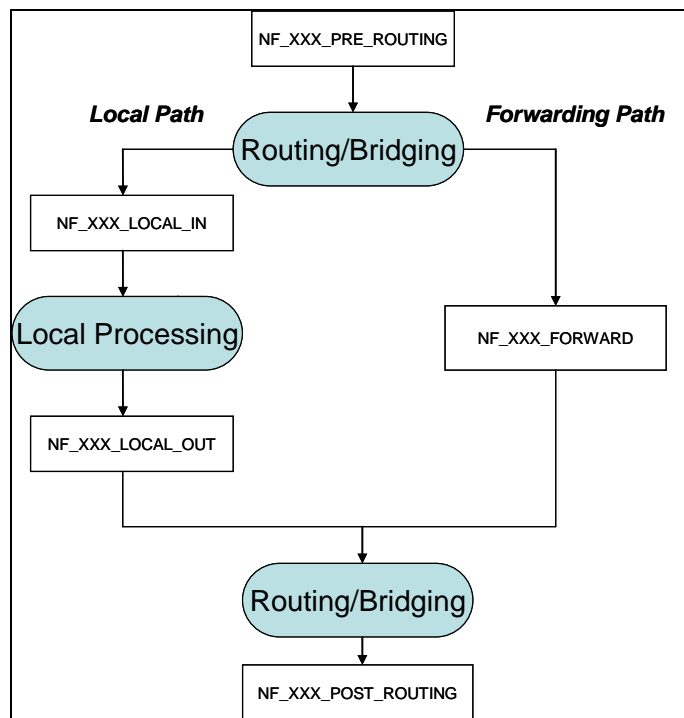 NF_XXX_PRE_ROUTING
Local Path
Forwarding Path
Routing/Bridging
NF_XXX_LOCAL_IN
Local Processing
NF_XXX_FORWARD
NF_XXX_LOCAL_OUT
Routing/Bridging
NF_XXX_POST_ROUTING